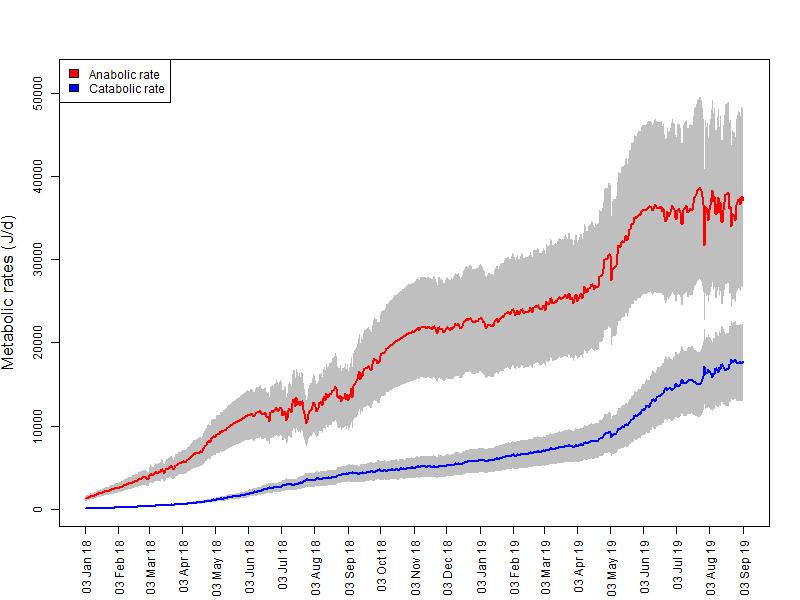 Anabolic rate
Catabolic rate
Metabolic rates (J/d)
50000
40000
30000
20000
10000
0
03 Jan 18
03 Feb 18
03 Mar 18
03 Apr 18
03 May 18
03 Jun 18
03 Jul 18
03 Aug 18
03 Sep 18
03 Oct 18
03 Nov 18
03 Dec 18
03 Jan 19
03 Feb 19
03 Mar 19
03 Apr 19
03 May 19
03 Jun 19
03 Jul 19
03 Aug 19
03 Sep 19